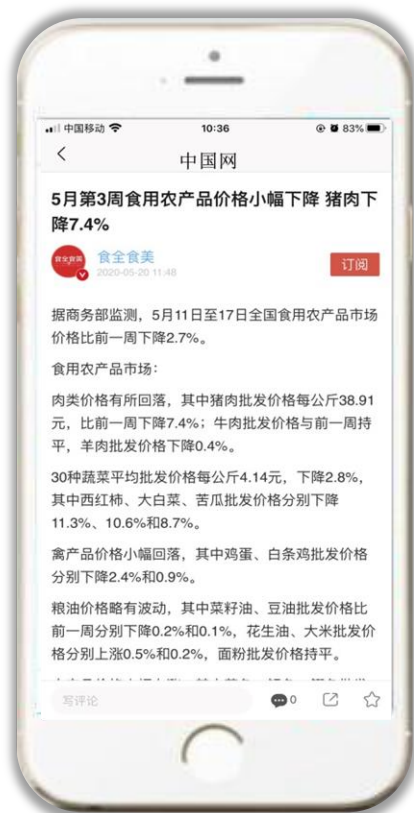 中国移动
10:36
83%
中国网
5月第3周食用农产品价格小幅下降 猪肉下
降7.4%
食全食美
食全食美
2020-05-20 11:48
订阅
据商务部监测，5月11日至17日全国食用农产品市场
价格比前一周下降2.7%。
食用农产品市场：
肉类价格有所回落，其中猪肉批发价格每公斤38.91
元，比前一周下降7.4%；牛肉批发价格与前一周持
平，羊肉批发价格下降0.4%。
30种蔬菜平均批发价格每公斤4.14元，下降2.8%，
其中西红柿、大白菜、苦瓜批发价格分别下降
11.3%、10.6%和8.7%。
禽产品价格小幅回落，其中鸡蛋、白条鸡批发价格
分别下降2.4%和0.9%。
粮油价格略有波动，其中菜籽油、豆油批发价格比
前一周分别下降0.2%和0.1%，花生油、大米批发价
格分别上涨0.5%和0.2%，面粉批发价格持平。
写评论
0